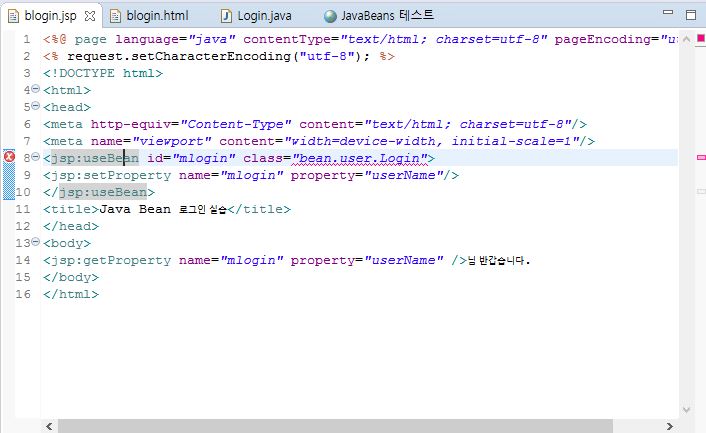 blogin.jsp blogin.html Login.java JavaBeans 테스트
1 <%@ page language="java" contentType="text/html; charset=utf-8" pageEncoding="ut
2 <% request.setCharacterEncoding("utf-8"); %>
3 <!DOCTYPE html>
4 <html>
5 <head>
6 <meta http-equiv="Content-Type" content="text/html; charset=utf-8"/>
7 <meta name="viewport" content="width=device-width, initial-scale=1"/>
8 <jsp:useBean id="mlogin" class="bean.user.Login">
9 <jsp:setProperty name="mlogin" property="userName"/>
10 </jsp:useBean>
11 <title>Java Bean 로그인 실습</title>
12 </head>
13 <body>
14 <jsp:getProperty name="mlogin" property="userName" />님 반갑습니다.
15 </body>
16 </html>